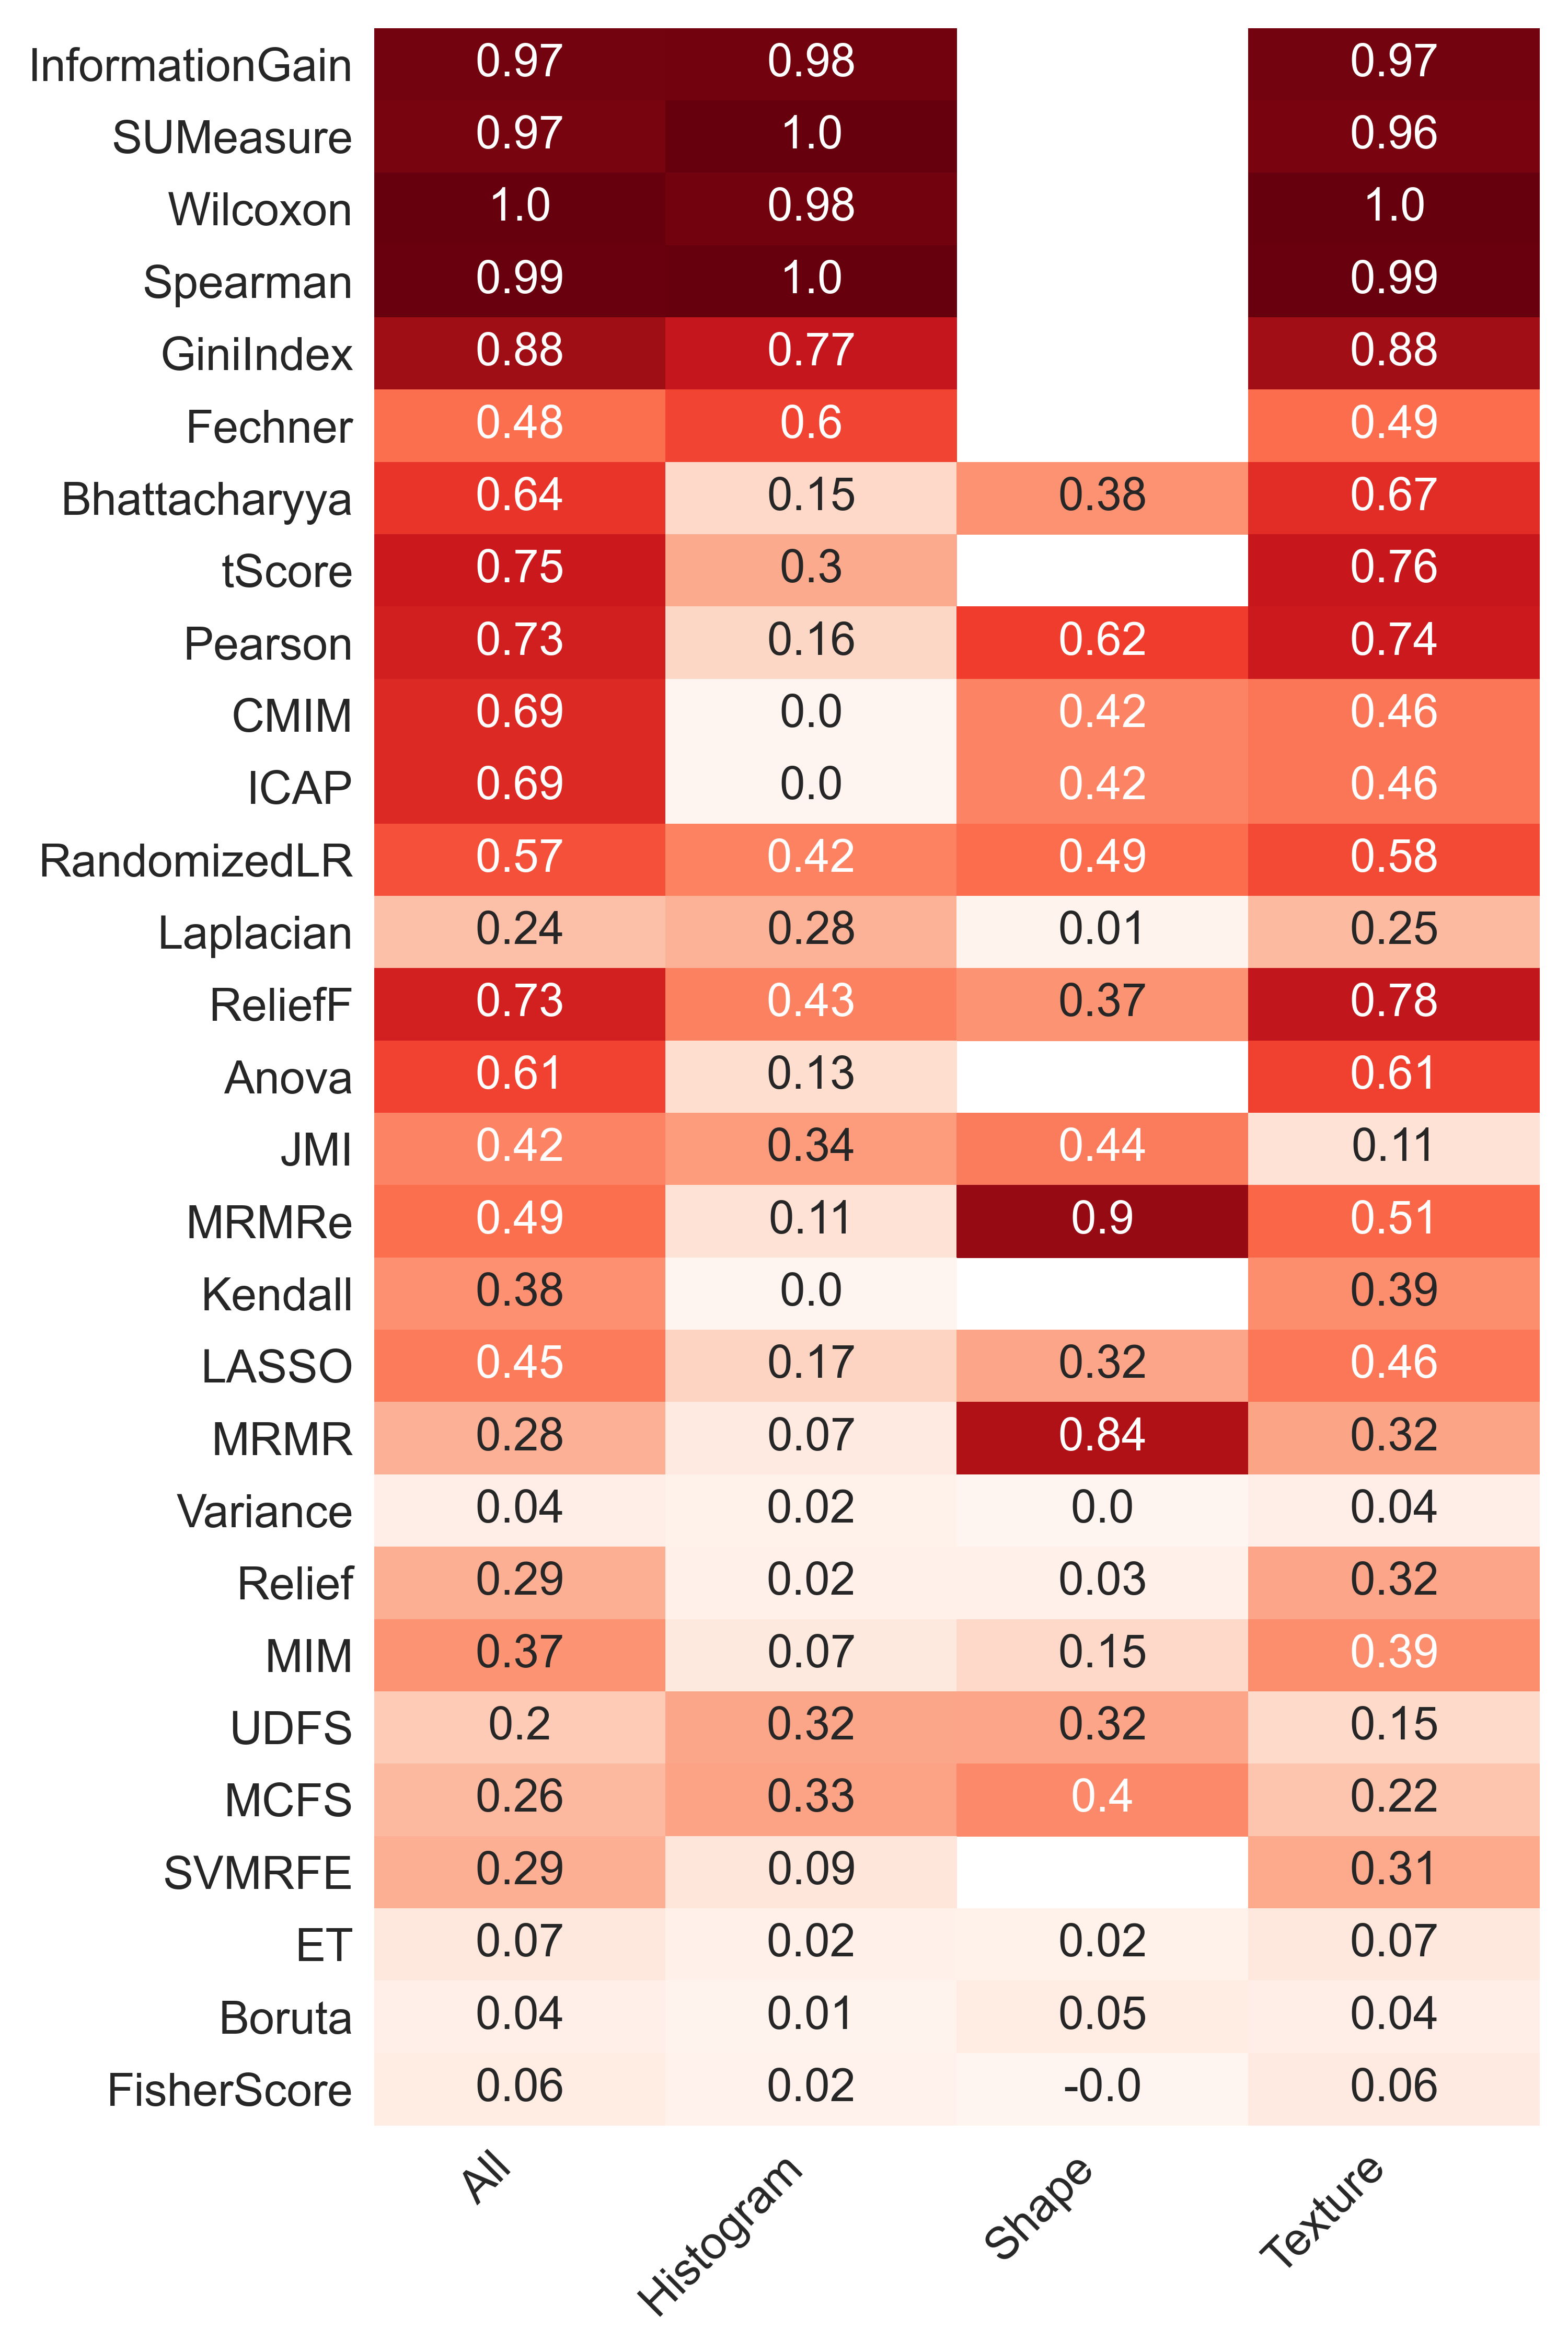 InformationGain 0.97 0.98 0.97
SUMeasure 0.97 1.0 0.96
Wilcoxon 1.0 0.98 1.0
Spearman 0.99 1.0 0.99
GiniIndex 0.88 0.77 0.88
Fechner 0.48 0.6 0.49
Bhattacharyya 0.64 0.15 0.38 0.67
tScore 0.75 0.3 0.76
Pearson 0.73 0.16 0.62 0.74
CMIM 0.69 0.0 0.42 0.46
ICAP 0.69 0.0 0.42 0.46
RandomizedLR 0.57 0.42 0.49 0.58
Laplacian 0.24 0.28 0.01 0.25
ReliefF 0.73 0.43 0.37 0.78
Anova 0.61 0.13 0.61
JMI 0.42 0.34 0.44 0.11
MRMRe 0.49 0.11 0.9 0.51
Kendall 0.38 0.0 0.39
LASSO 0.45 0.17 0.32 0.46
MRMR 0.28 0.07 0.84 0.32
Variance 0.04 0.02 0.0 0.04
Relief 0.29 0.02 0.03 0.32
MIM 0.37 0.07 0.15 0.39
UDFS 0.2 0.32 0.32 0.15
MCFS 0.26 0.33 0.4 0.22
SVMRFE 0.29 0.09 0.31
ET 0.07 0.02 0.02 0.07
Boruta 0.04 0.01 0.05 0.04
FisherScore 0.06 0.02 -0.0 0.06
All Histogram Shape Texture